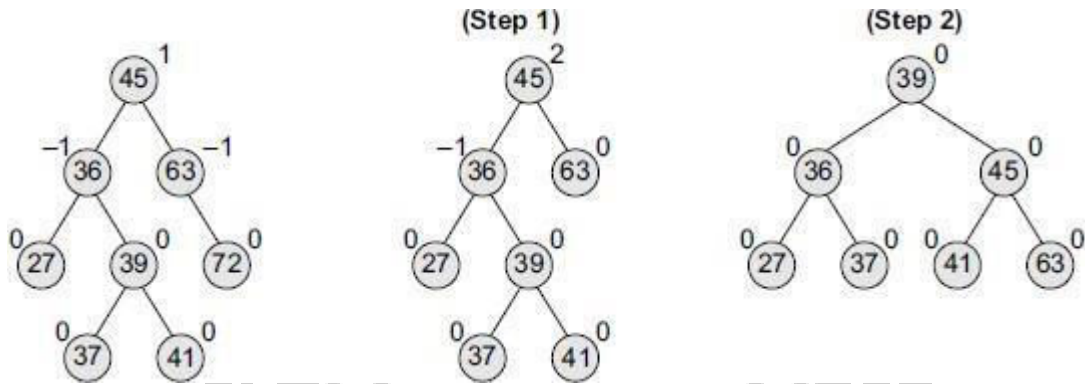 (Step 1) (Step 2)
1 2 0
45 45 39
–1 –1 –1 0 0 0
36 63 36 63 36 45
0 0 0 0 0 0 0 0 0
27 39 72 27 39 27 37 41 63
0 0 0 0
37 41 37 41